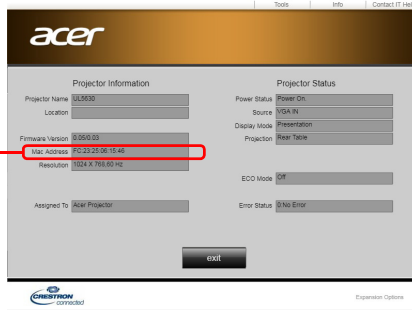 Tools Info Contact IT Hel
acer
Projector Information
Projector Name UL5630
Location
Firmware Version 0.05/0.03
Mac Address FC:23:25:06:15:46
Resolution 1024 X 768,60 Hz
Assigned To Acer Projector
Projector Status
Power Status Power On.
Source VGA IN
Display Mode Presentation
Projection Rear Table
ECO Mode Off
Error Status 0:No Error
exit
CRESTRON
connected
Expansion Options